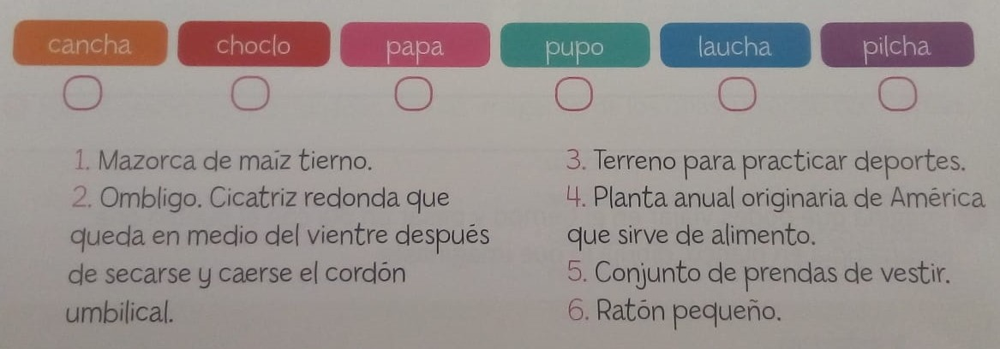 cancha choclo papa pupo laucha pilcha
1. Mazorca de maíz tierno.
2. Ombligo. Cicatriz redonda que
queda en medio del vientre después
de secarse y caerse el cordón
umbilical.
3. Terreno para practicar deportes.
4. Planta anual originaria de América
que sirve de alimento.
5. Conjunto de prendas de vestir.
6. Ratón pequeño.